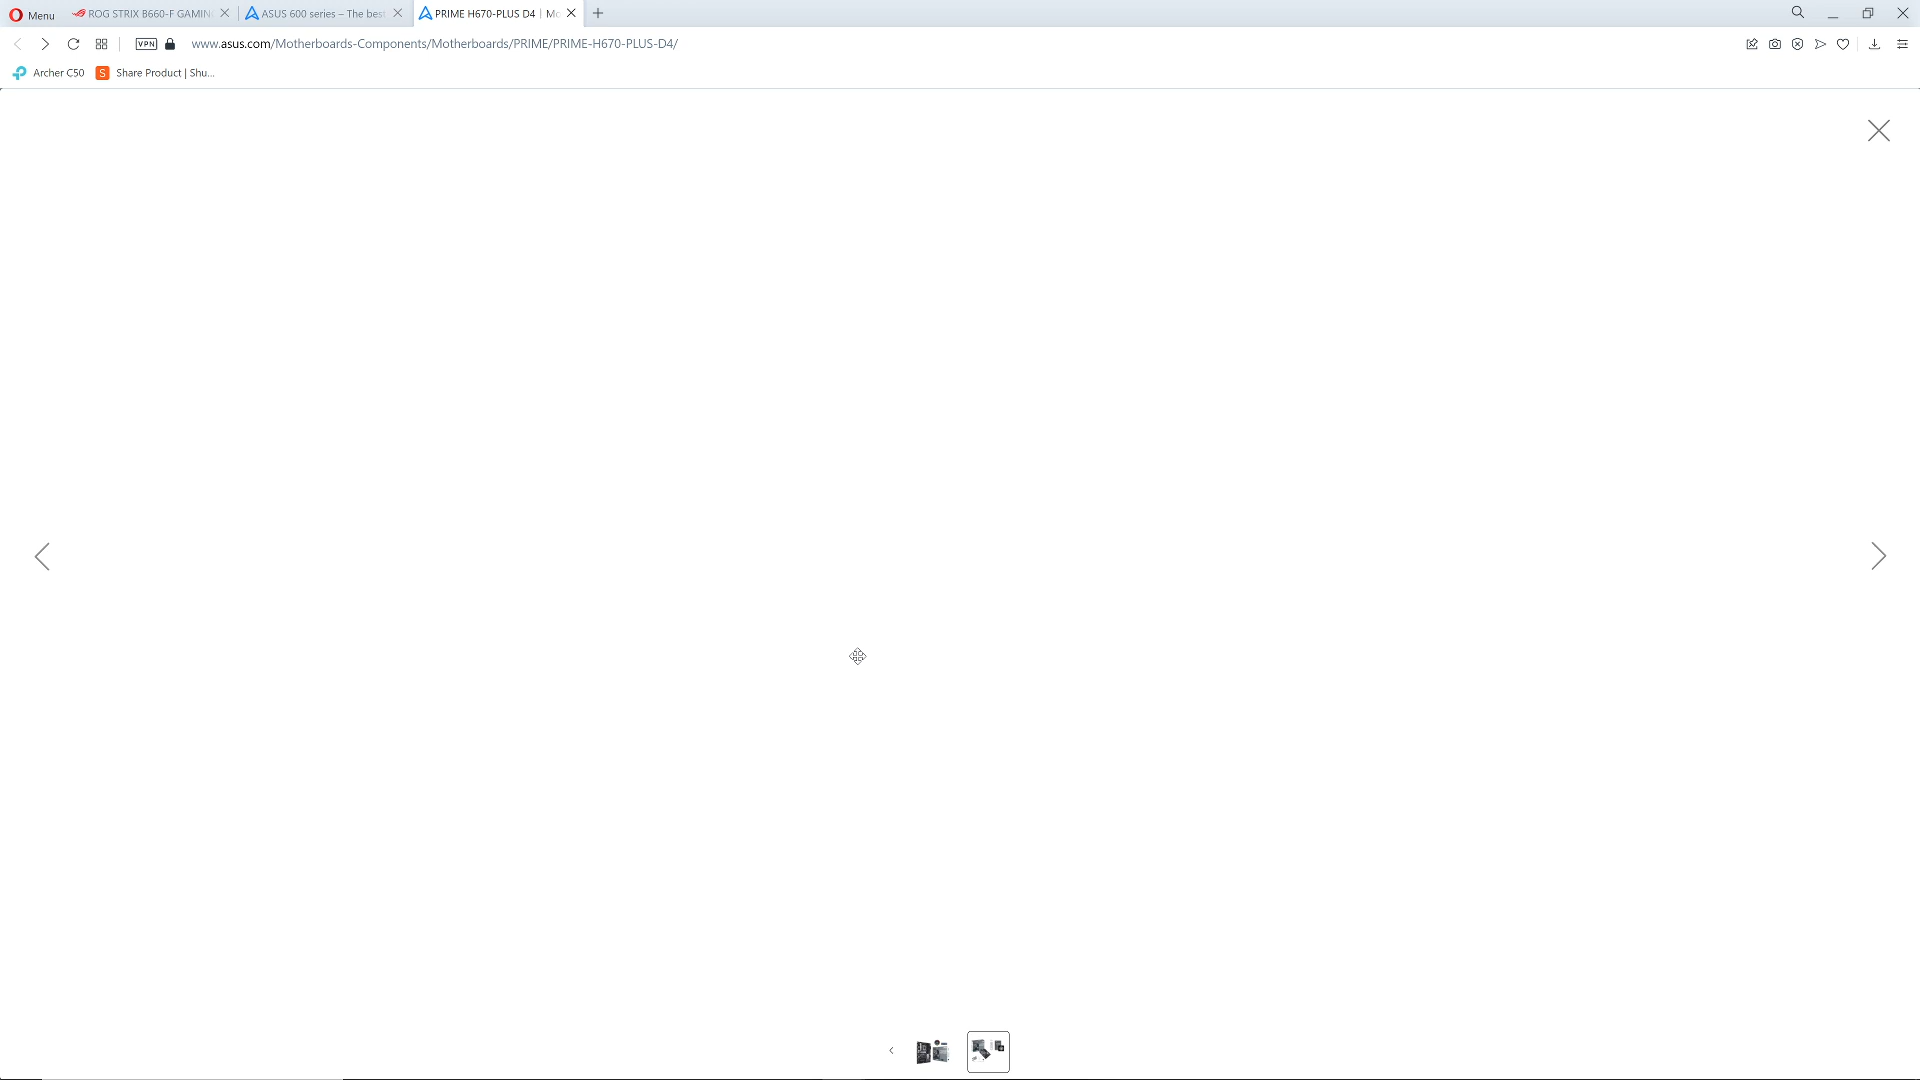 Menu
ROG STRIX B660-F GAMIN
ASUS 600 series – The best
PRIME H670-PLUS D4 | Mo
VPN
www.asus.com/Motherboards-Components/Motherboards/PRIME/PRIME-H670-PLUS-D4/
Archer C50
S
Share Product | Shu...